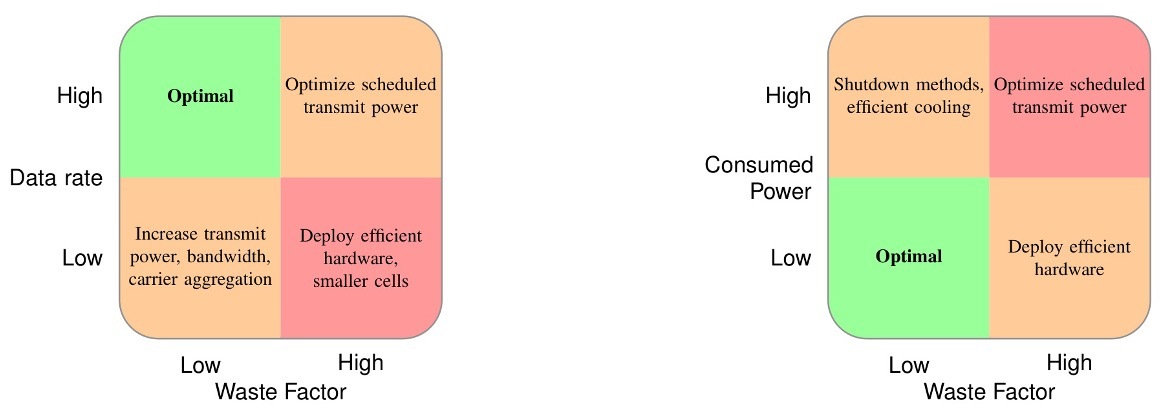 High
Data rate
Low
Optimal
Optimize scheduled
transmit power
Increase transmit
power, bandwidth,
carrier aggregation
Deploy efficient
hardware,
smaller cells
Low
High
Waste Factor
High
Consumed
Power
Low
Shutdown methods,
efficient cooling
Optimize scheduled
transmit power
Optimal
Deploy efficient
hardware
Low
High
Waste Factor